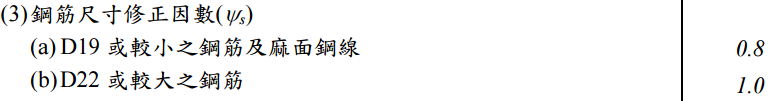 (3)鋼筋尺寸修正因數(ψs)
(a) D19 或較小之鋼筋及麻面鋼線 0.8
(b)D22 或較大之鋼筋 1.0